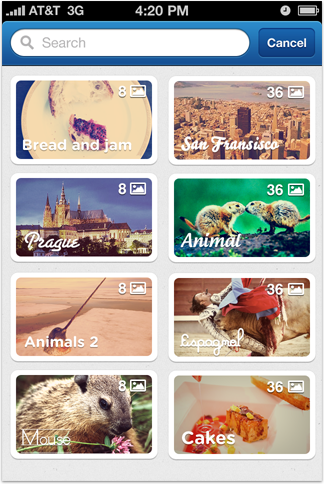 AT&T 3G 4:20 PM
Search Cancel
8 36
Bread and jam San Fransisco
8 36
Prague Animal
8 36
Animals 2 Espagnol
8 36
Mouse Cakes